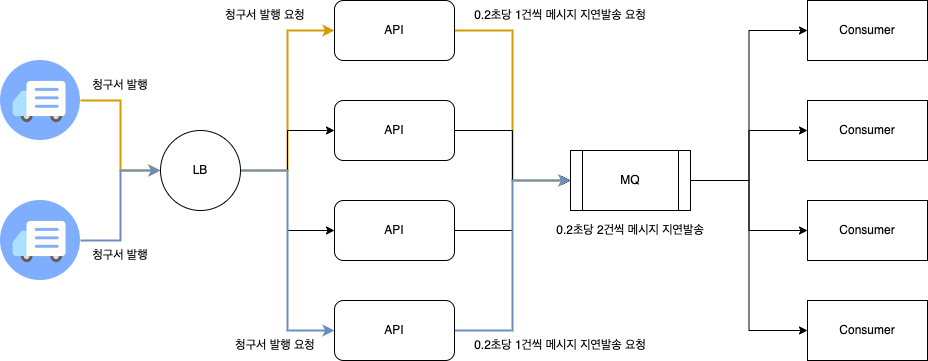 청구서 발행 요청
API
0.2초당 1건씩 메시지 지연발송 요청
Consumer
청구서 발행
API
Consumer
LB
MQ
청구서 발행
API
0.2초당 2건씩 메시지 지연발송
Consumer
청구서 발행 요청
API
0.2초당 1건씩 메시지 지연발송 요청
Consumer